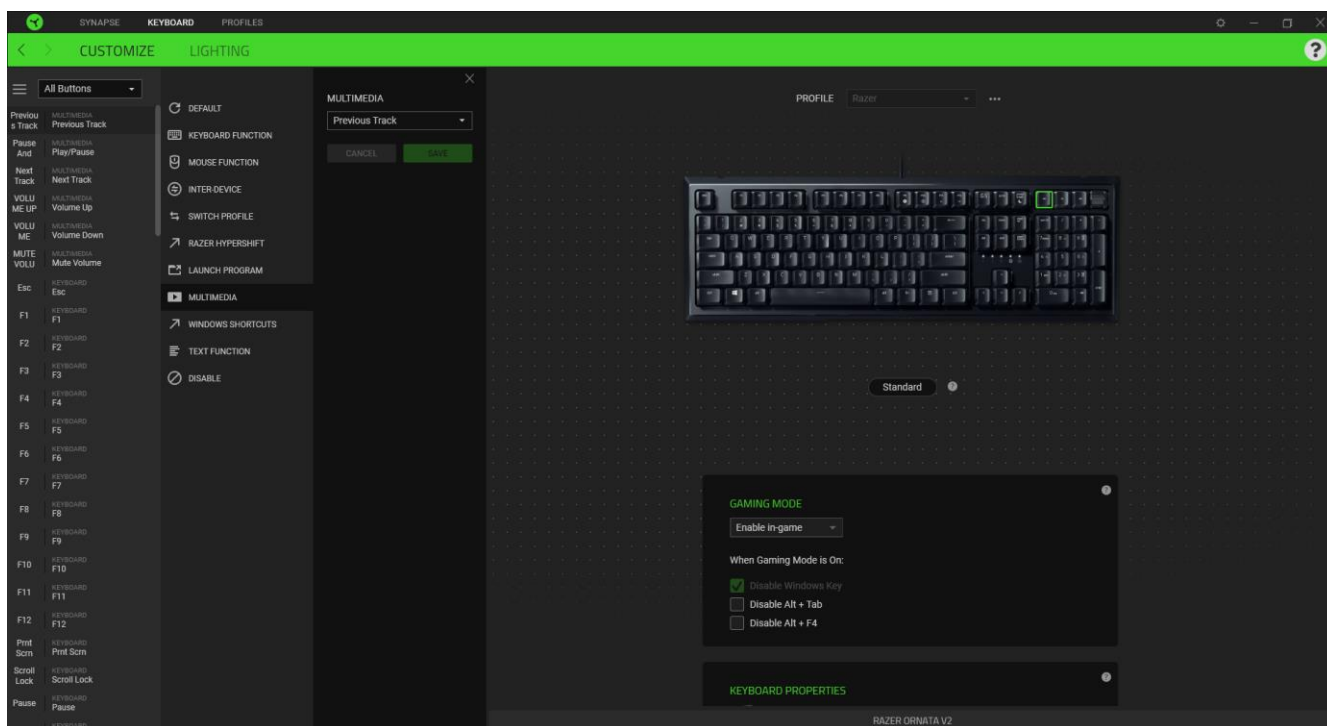 SYNAPSE KEYBOARD PROFILES
CUSTOMIZE LIGHTING
?
All Buttons
Previou
s Track
MULTIMEDIA
Previous Track
Pause
And
MULTIMEDIA
Play/Pause
Next
Track
MULTIMEDIA
Next Track
VOLU
ME UP
MULTIMEDIA
Volume Up
VOLU
ME
MULTIMEDIA
Volume Down
MUTE
VOLU
MULTIMEDIA
Mute Volume
Esc
KEYBOARD
Esc
F1
KEYBOARD
F1
F2
KEYBOARD
F2
F3
KEYBOARD
F3
F4
KEYBOARD
F4
F5
KEYBOARD
F5
F6
KEYBOARD
F6
F7
KEYBOARD
F7
F8
KEYBOARD
F8
F9
KEYBOARD
F9
F10
KEYBOARD
F10
F11
KEYBOARD
F11
F12
KEYBOARD
F12
Prnt
Scrn
KEYBOARD
Prnt Scrn
Scroll
Lock
KEYBOARD
Scroll Lock
Pause
KEYBOARD
Pause
KEYBOARD
DEFAULT
KEYBOARD FUNCTION
MOUSE FUNCTION
INTER-DEVICE
SWITCH PROFILE
RAZER HYPERSHIFT
LAUNCH PROGRAM
MULTIMEDIA
WINDOWS SHORTCUTS
TEXT FUNCTION
DISABLE
MULTIMEDIA
Previous Track
CANCEL SAVE
PROFILE Razer
Standard ?
GAMING MODE ?
Enable in-game
When Gaming Mode is On:
Disable Windows Key
Disable Alt + Tab
Disable Alt + F4
KEYBOARD PROPERTIES ?
RAZER ORNATA V2